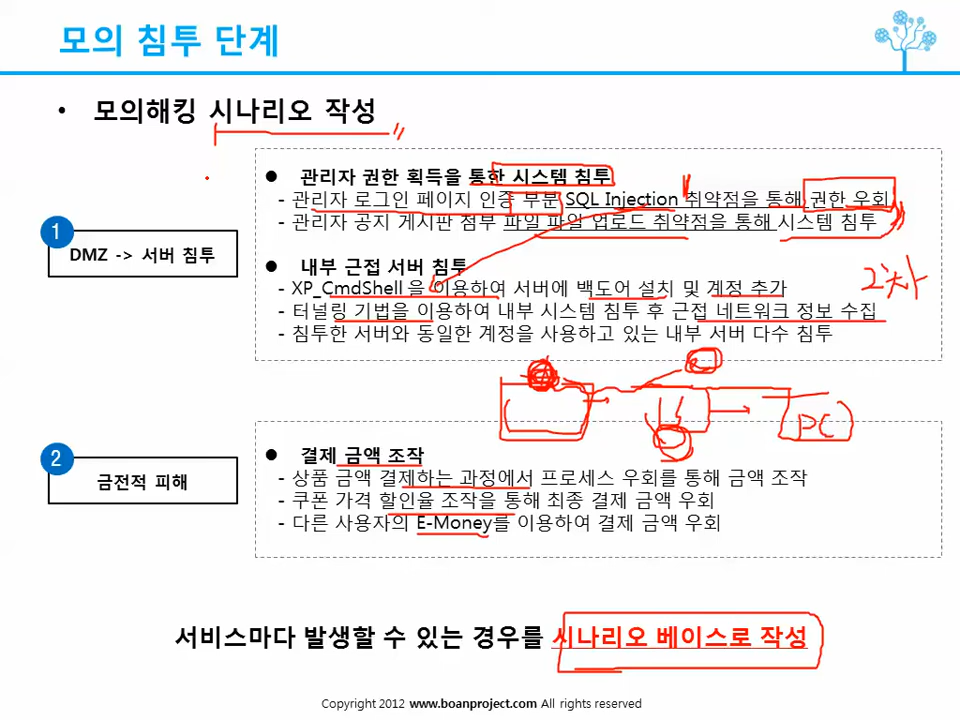 모의 침투 단계
• 모의해킹 시나리오 작성
● 관리자 권한 획득을 통한 시스템 침투
- 관리자 로그인 페이지 인증 부분 SQL Injection 취약점을 통해 권한 우회
- 관리자 공지 게시판 첨부 파일 파일 업로드 취약점을 통해 시스템 침투
1
DMZ -> 서버 침투
● 내부 근접 서버 침투
- XP_CmdShell 을 이용하여 서버에 백도어 설치 및 계정 추가
- 터널링 기법을 이용하여 내부 시스템 침투 후 근접 네트워크 정보 수집
- 침투한 서버와 동일한 계정을 사용하고 있는 내부 서버 다수 침투
2차
PC
2
금전적 피해
● 결제 금액 조작
- 상품 금액 결제하는 과정에서 프로세스 우회를 통해 금액 조작
- 쿠폰 가격 할인율 조작을 통해 최종 결제 금액 우회
- 다른 사용자의 E-Money를 이용하여 결제 금액 우회
서비스마다 발생할 수 있는 경우를 시나리오 베이스로 작성
Copyright 2012 www.boanproject.com All rights reserved